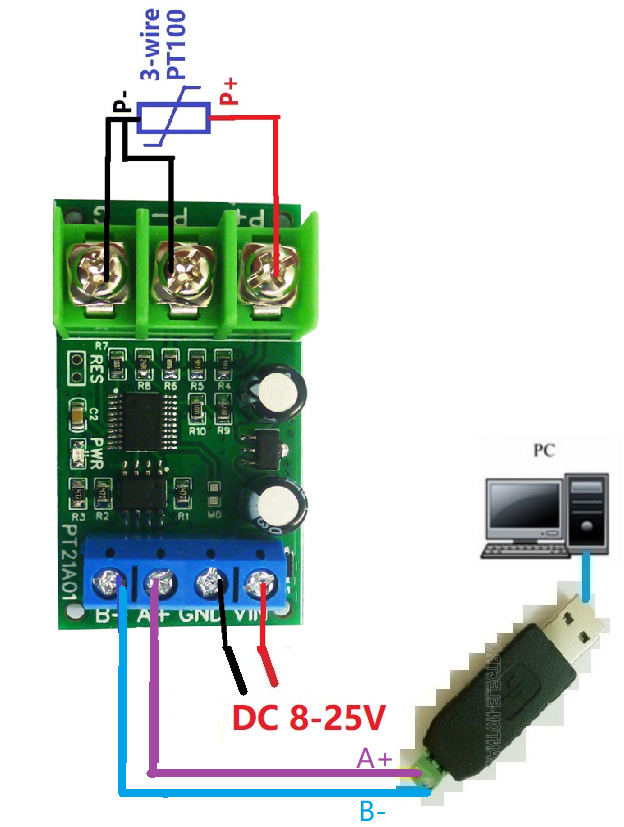 3-wire
PT100
P-
P+
C
P-
P+
R7
RES
R8
R6
R5
R4
C2
R10
R9
PWR
R3
R2
R1
M0
PT21A01
B-
A+
GND
VIN
DC 8-25V
PC
A+
B-